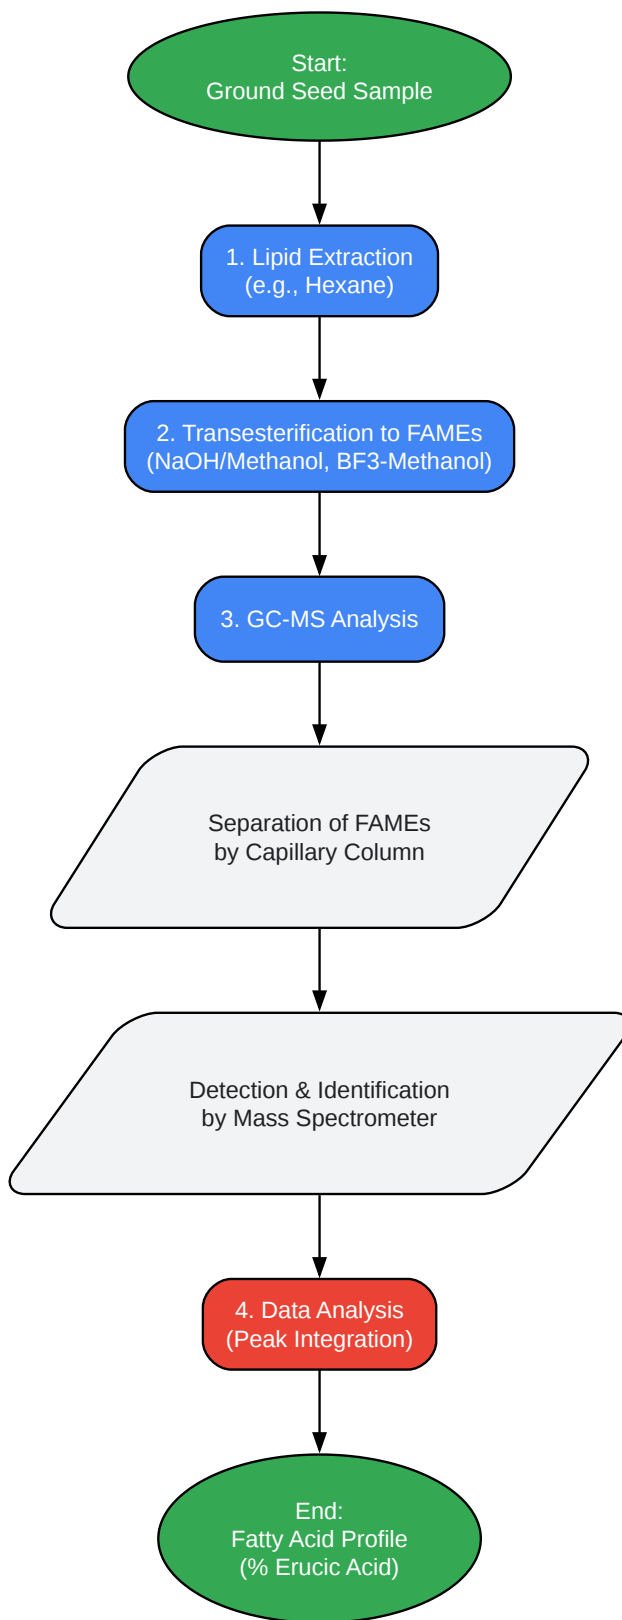 Start:
Ground Seed Sample
1. Lipid Extraction
(e.g., Hexane)
2. Transesterification to FAMEs
(NaOH/Methanol, BF3-Methanol)
3. GC-MS Analysis
Separation of FAMEs
by Capillary Column
Detection & Identification
by Mass Spectrometer
4. Data Analysis
(Peak Integration)
End:
Fatty Acid Profile
(% Erucic Acid)